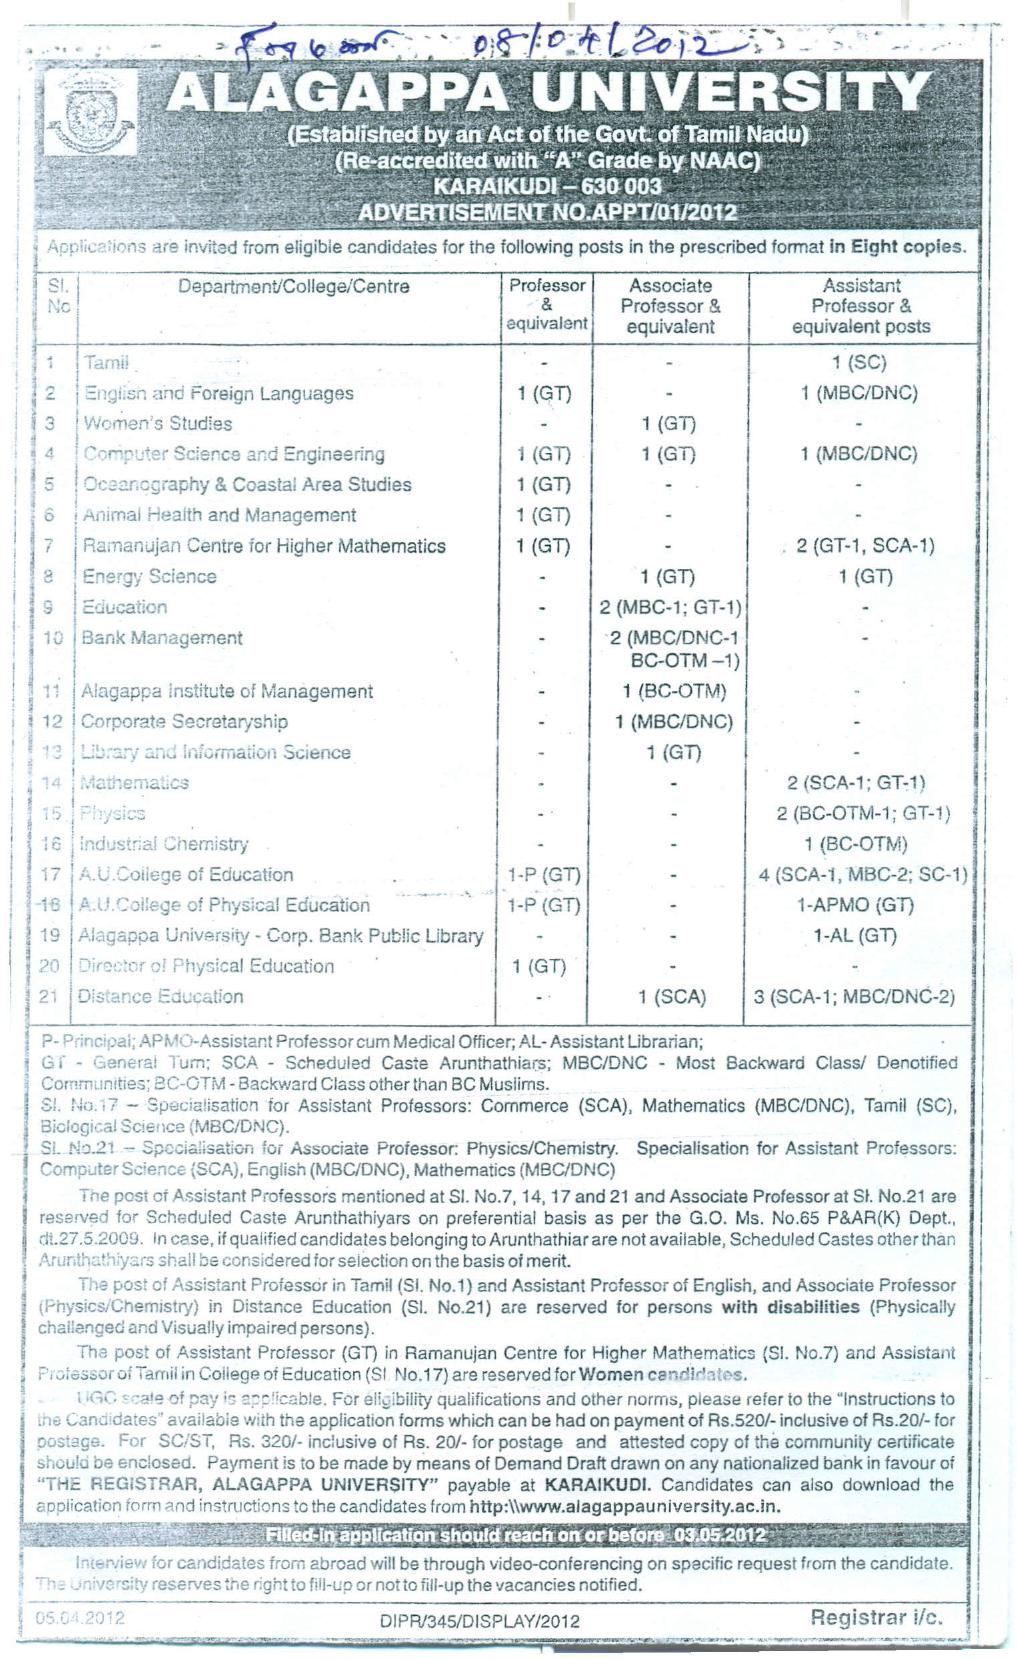 தினமணி 08/04/2012
ALAGAPPA UNIVERSITY
(Established by an Act of the Govt. of Tamil Nadu)
(Re-accredited with "A" Grade by NAAC)
KARAIKUDI – 630 003
ADVERTISEMENT NO.APPT/01/2012
Applications are invited from eligible candidates for the following posts in the prescribed format in Eight copies.
Sl. No Department/College/Centre Professor & equivalent Associate Professor & equivalent Assistant Professor & equivalent posts
1 Tamil - - 1 (SC)
2 English and Foreign Languages 1 (GT) - 1 (MBC/DNC)
3 Women's Studies - 1 (GT) -
4 Computer Science and Engineering 1 (GT) 1 (GT) 1 (MBC/DNC)
5 Oceanography & Coastal Area Studies 1 (GT) - -
6 Animal Health and Management 1 (GT) - -
7 Ramanujan Centre for Higher Mathematics 1 (GT) - 2 (GT-1, SCA-1)
8 Energy Science - 1 (GT) 1 (GT)
9 Education - 2 (MBC-1; GT-1) -
10 Bank Management - 2 (MBC/DNC-1 -
BC-OTM –1)
11 Alagappa Institute of Management - 1 (BC-OTM) -
12 Corporate Secretaryship - 1 (MBC/DNC) -
13 Library and Information Science - 1 (GT) -
14 Mathematics - - 2 (SCA-1; GT-1)
15 Physics - - 2 (BC-OTM-1; GT-1)
16 Industrial Chemistry - - 1 (BC-OTM)
17 A.U.College of Education 1-P (GT) - 4 (SCA-1, MBC-2; SC-1)
18 A.U.College of Physical Education 1-P (GT) - 1-APMO (GT)
19 Alagappa University - Corp. Bank Public Library - - 1-AL (GT)
20 Director of Physical Education 1 (GT) - -
21 Distance Education - 1 (SCA) 3 (SCA-1; MBC/DNC-2)
P- Principal; APMO-Assistant Professor cum Medical Officer; AL- Assistant Librarian;
GT - General Turn; SCA - Scheduled Caste Arunthathiars; MBC/DNC - Most Backward Class/ Denotified
Communities; BC-OTM - Backward Class other than BC Muslims.
Sl. No.17 – Specialisation for Assistant Professors: Commerce (SCA), Mathematics (MBC/DNC), Tamil (SC),
Biological Science (MBC/DNC).
Sl. No.21 – Specialisation for Associate Professor: Physics/Chemistry. Specialisation for Assistant Professors:
Computer Science (SCA), English (MBC/DNC), Mathematics (MBC/DNC)
The post of Assistant Professors mentioned at Sl. No.7, 14, 17 and 21 and Associate Professor at Sl. No.21 are
reserved for Scheduled Caste Arunthathiyars on preferential basis as per the G.O. Ms. No.65 P&AR(K) Dept.,
dt.27.5.2009. In case, if qualified candidates belonging to Arunthathiar are not available, Scheduled Castes other than
Arunthathiyars shall be considered for selection on the basis of merit.
The post of Assistant Professor in Tamil (Sl. No.1) and Assistant Professor of English, and Associate Professor
(Physics/Chemistry) in Distance Education (Sl. No.21) are reserved for persons with disabilities (Physically
challenged and Visually impaired persons).
The post of Assistant Professor (GT) in Ramanujan Centre for Higher Mathematics (Sl. No.7) and Assistant
Professor of Tamil in College of Education (Sl No.17) are reserved for Women candidates.
UGC scale of pay is applicable. For eligibility qualifications and other norms, please refer to the "Instructions to
the Candidates" available with the application forms which can be had on payment of Rs.520/- inclusive of Rs.20/- for
postage. For SC/ST, Rs. 320/- inclusive of Rs. 20/- for postage and attested copy of the community certificate
should be enclosed. Payment is to be made by means of Demand Draft drawn on any nationalized bank in favour of
"THE REGISTRAR, ALAGAPPA UNIVERSITY" payable at KARAIKUDI. Candidates can also download the
application form and instructions to the candidates from http:\\www.alagappauniversity.ac.in.
Filled-in application should reach on or before 03.05.2012
Interview for candidates from abroad will be through video-conferencing on specific request from the candidate.
The University reserves the right to fill-up or not to fill-up the vacancies notified.
05.04.2012 DIPR/345/DISPLAY/2012 Registrar i/c.